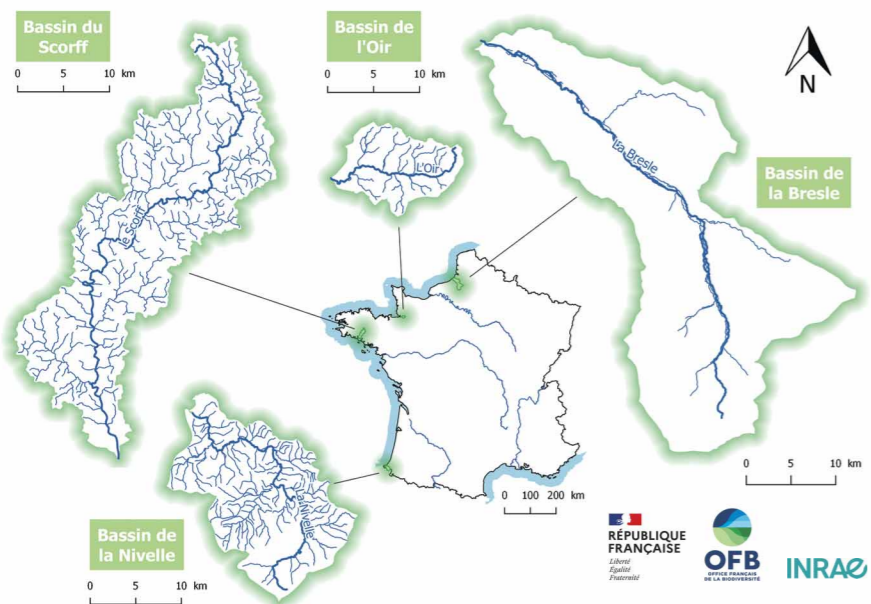 Bassin du
Scorff
0 5 10 km
Bassin de
l'Oir
0 5 10 km
N
La Bresle
Bassin de
la Bresle
L'Oir
le Scorff
La Nivelle
Bassin de
la Nivelle
0 5 10 km
0 100 200 km
0 5 10 km
RÉPUBLIQUE
FRANÇAISE
Liberté
Égalité
Fraternité
OFB
OFFICE FRANÇAIS
DE LA BIODIVERSITÉ
INRAE